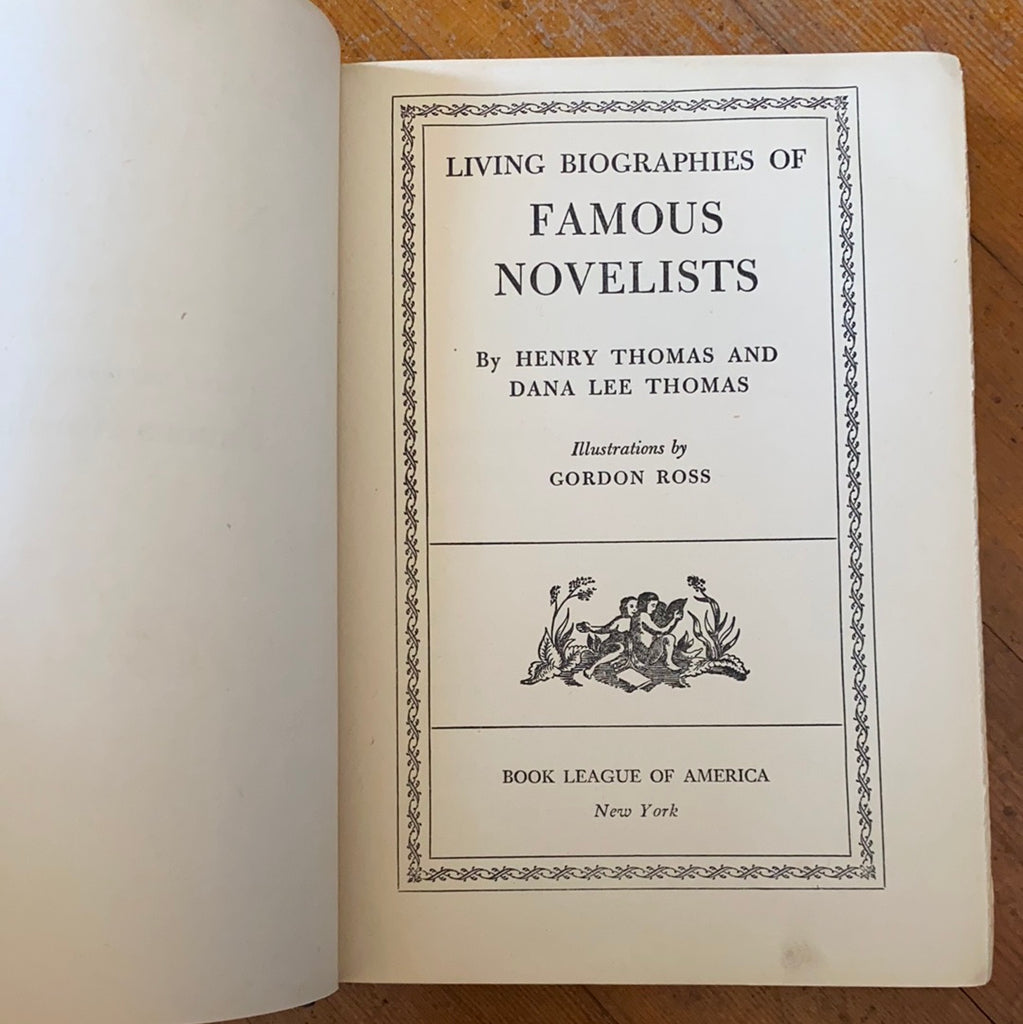 LIVING BIOGRAPHIES OF
FAMOUS
NOVELISTS
By HENRY THOMAS AND
DANA LEE THOMAS
Illustrations by
GORDON ROSS
BOOK LEAGUE OF AMERICA
New York